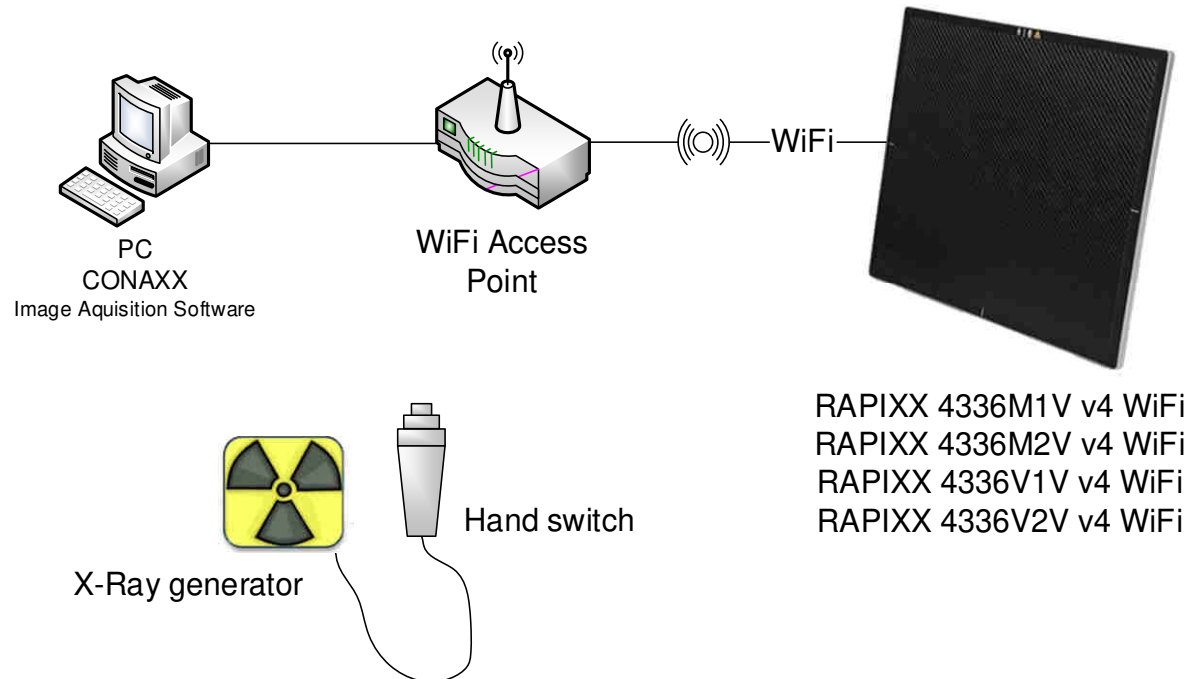 WiFi
PC
CONAXX
Image Aquisition Software
WiFi Access
Point
RAPIXX 4336M1V v4 WiFi
RAPIXX 4336M2V v4 WiFi
RAPIXX 4336V1V v4 WiFi
RAPIXX 4336V2V v4 WiFi
Hand switch
X-Ray generator